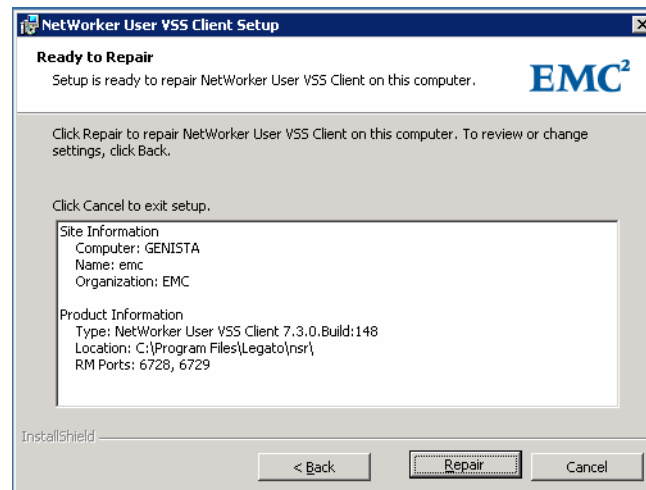 NetWorker User VSS Client Setup
Ready to Repair
Setup is ready to repair NetWorker User VSS Client on this computer.
EMC²
Click Repair to repair NetWorker User VSS Client on this computer. To review or change
settings, click Back.
Click Cancel to exit setup.
Site Information
Computer: GENISTA
Name: emc
Organization: EMC
Product Information
Type: NetWorker User VSS Client 7.3.0.Build:148
Location: C:\Program Files\Legato\nsr\
RM Ports: 6728, 6729
InstallShield
< Back
Repair
Cancel